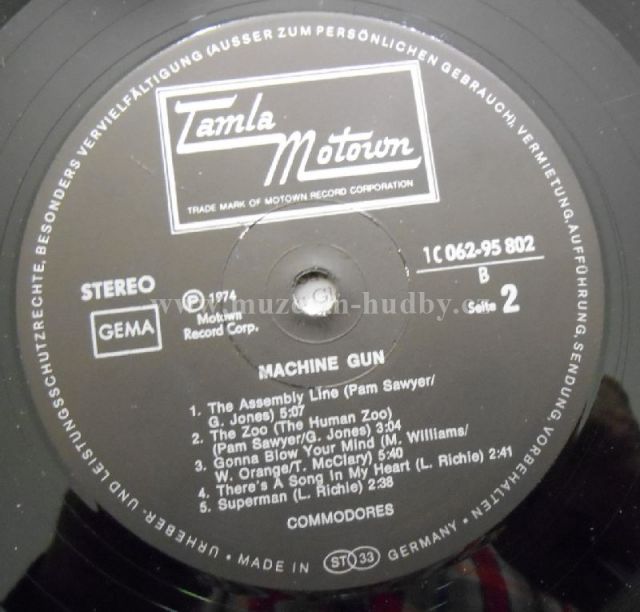 URHEBER- UND LEISTUNGSSCHUTZRECHTE, BESONDERS VERVIELFÄLTIGUNG (AUSSER ZUM PERSÖNLICHEN GEBRAUCH), VERMIETUNG, AUFFÜHRUNG, SENDUNG VORBEHALTEN
Tamla
Motown
TRADE MARK OF MOTOWN RECORD CORPORATION
1C 062-95 802
B
Seite 2
STEREO
GEMA
℗ 1974
Motown
Record Corp.
MACHINE GUN
1. The Assembly Line (Pam Sawyer/
G. Jones) 5:07
2. The Zoo (The Human Zoo)
(Pam Sawyer/G. Jones) 3:04
3. Gonna Blow Your Mind (M. Williams/
W. Orange/T. McClary) 5:40
4. There's A Song In My Heart (L. Richie) 2:41
5. Superman (L. Richie) 2:38
COMMODORES
• MADE IN ST 33 GERMANY •